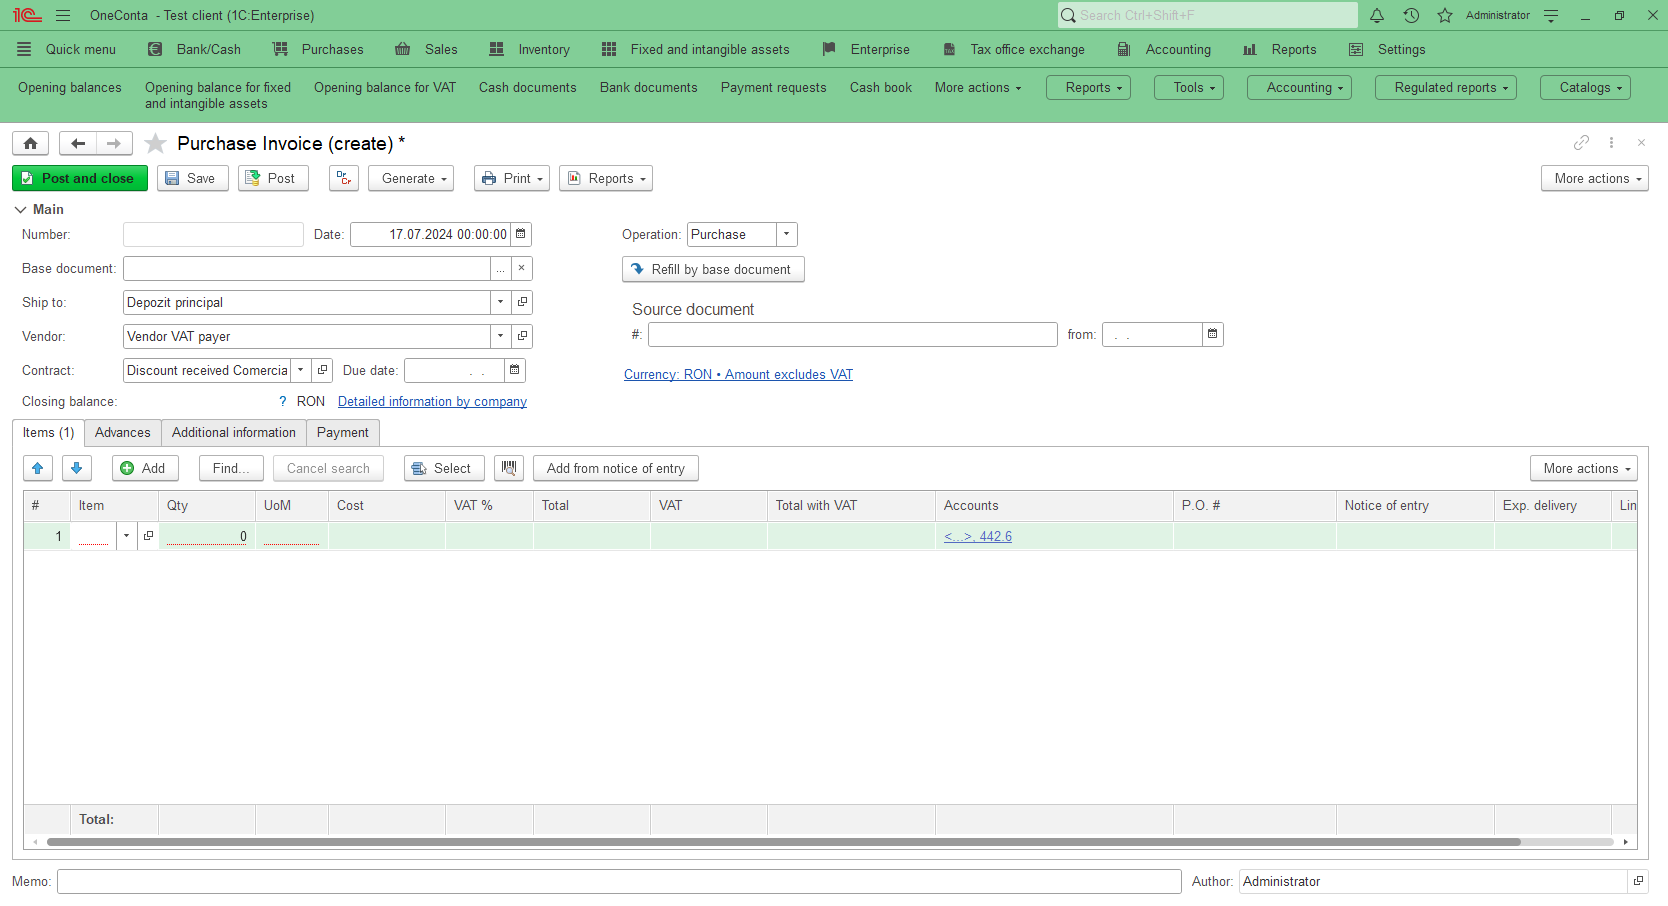 OneConta - Test client (1C:Enterprise)
Search Ctrl+Shift+F
Administrator
Quick menu
Bank/Cash
Purchases
Sales
Inventory
Fixed and intangible assets
Enterprise
Tax office exchange
Accounting
Reports
Settings
Opening balances
Opening balance for fixed
and intangible assets
Opening balance for VAT
Cash documents
Bank documents
Payment requests
Cash book
More actions
Reports
Tools
Accounting
Regulated reports
Catalogs
Purchase Invoice (create) *
Post and close
Save
Post
Dr
Cr
Generate
Print
Reports
More actions
Main
Number:
Date: 17.07.2024 00:00:00
Operation: Purchase
Base document:
...
Refill by base document
Ship to: Depozit principal
Source document
Vendor: Vendor VAT payer
#:
from: . .
Contract: Discount received Comercia
Due date: . .
Currency: RON • Amount excludes VAT
Closing balance: ? RON Detailed information by company
Items (1)
Advances
Additional information
Payment
Add
Find...
Cancel search
Select
Add from notice of entry
More actions
# Item Qty UoM Cost VAT % Total VAT Total with VAT Accounts P.O. # Notice of entry Exp. delivery Lin
1 0 <...>, 442.6
Total:
Memo:
Author: Administrator